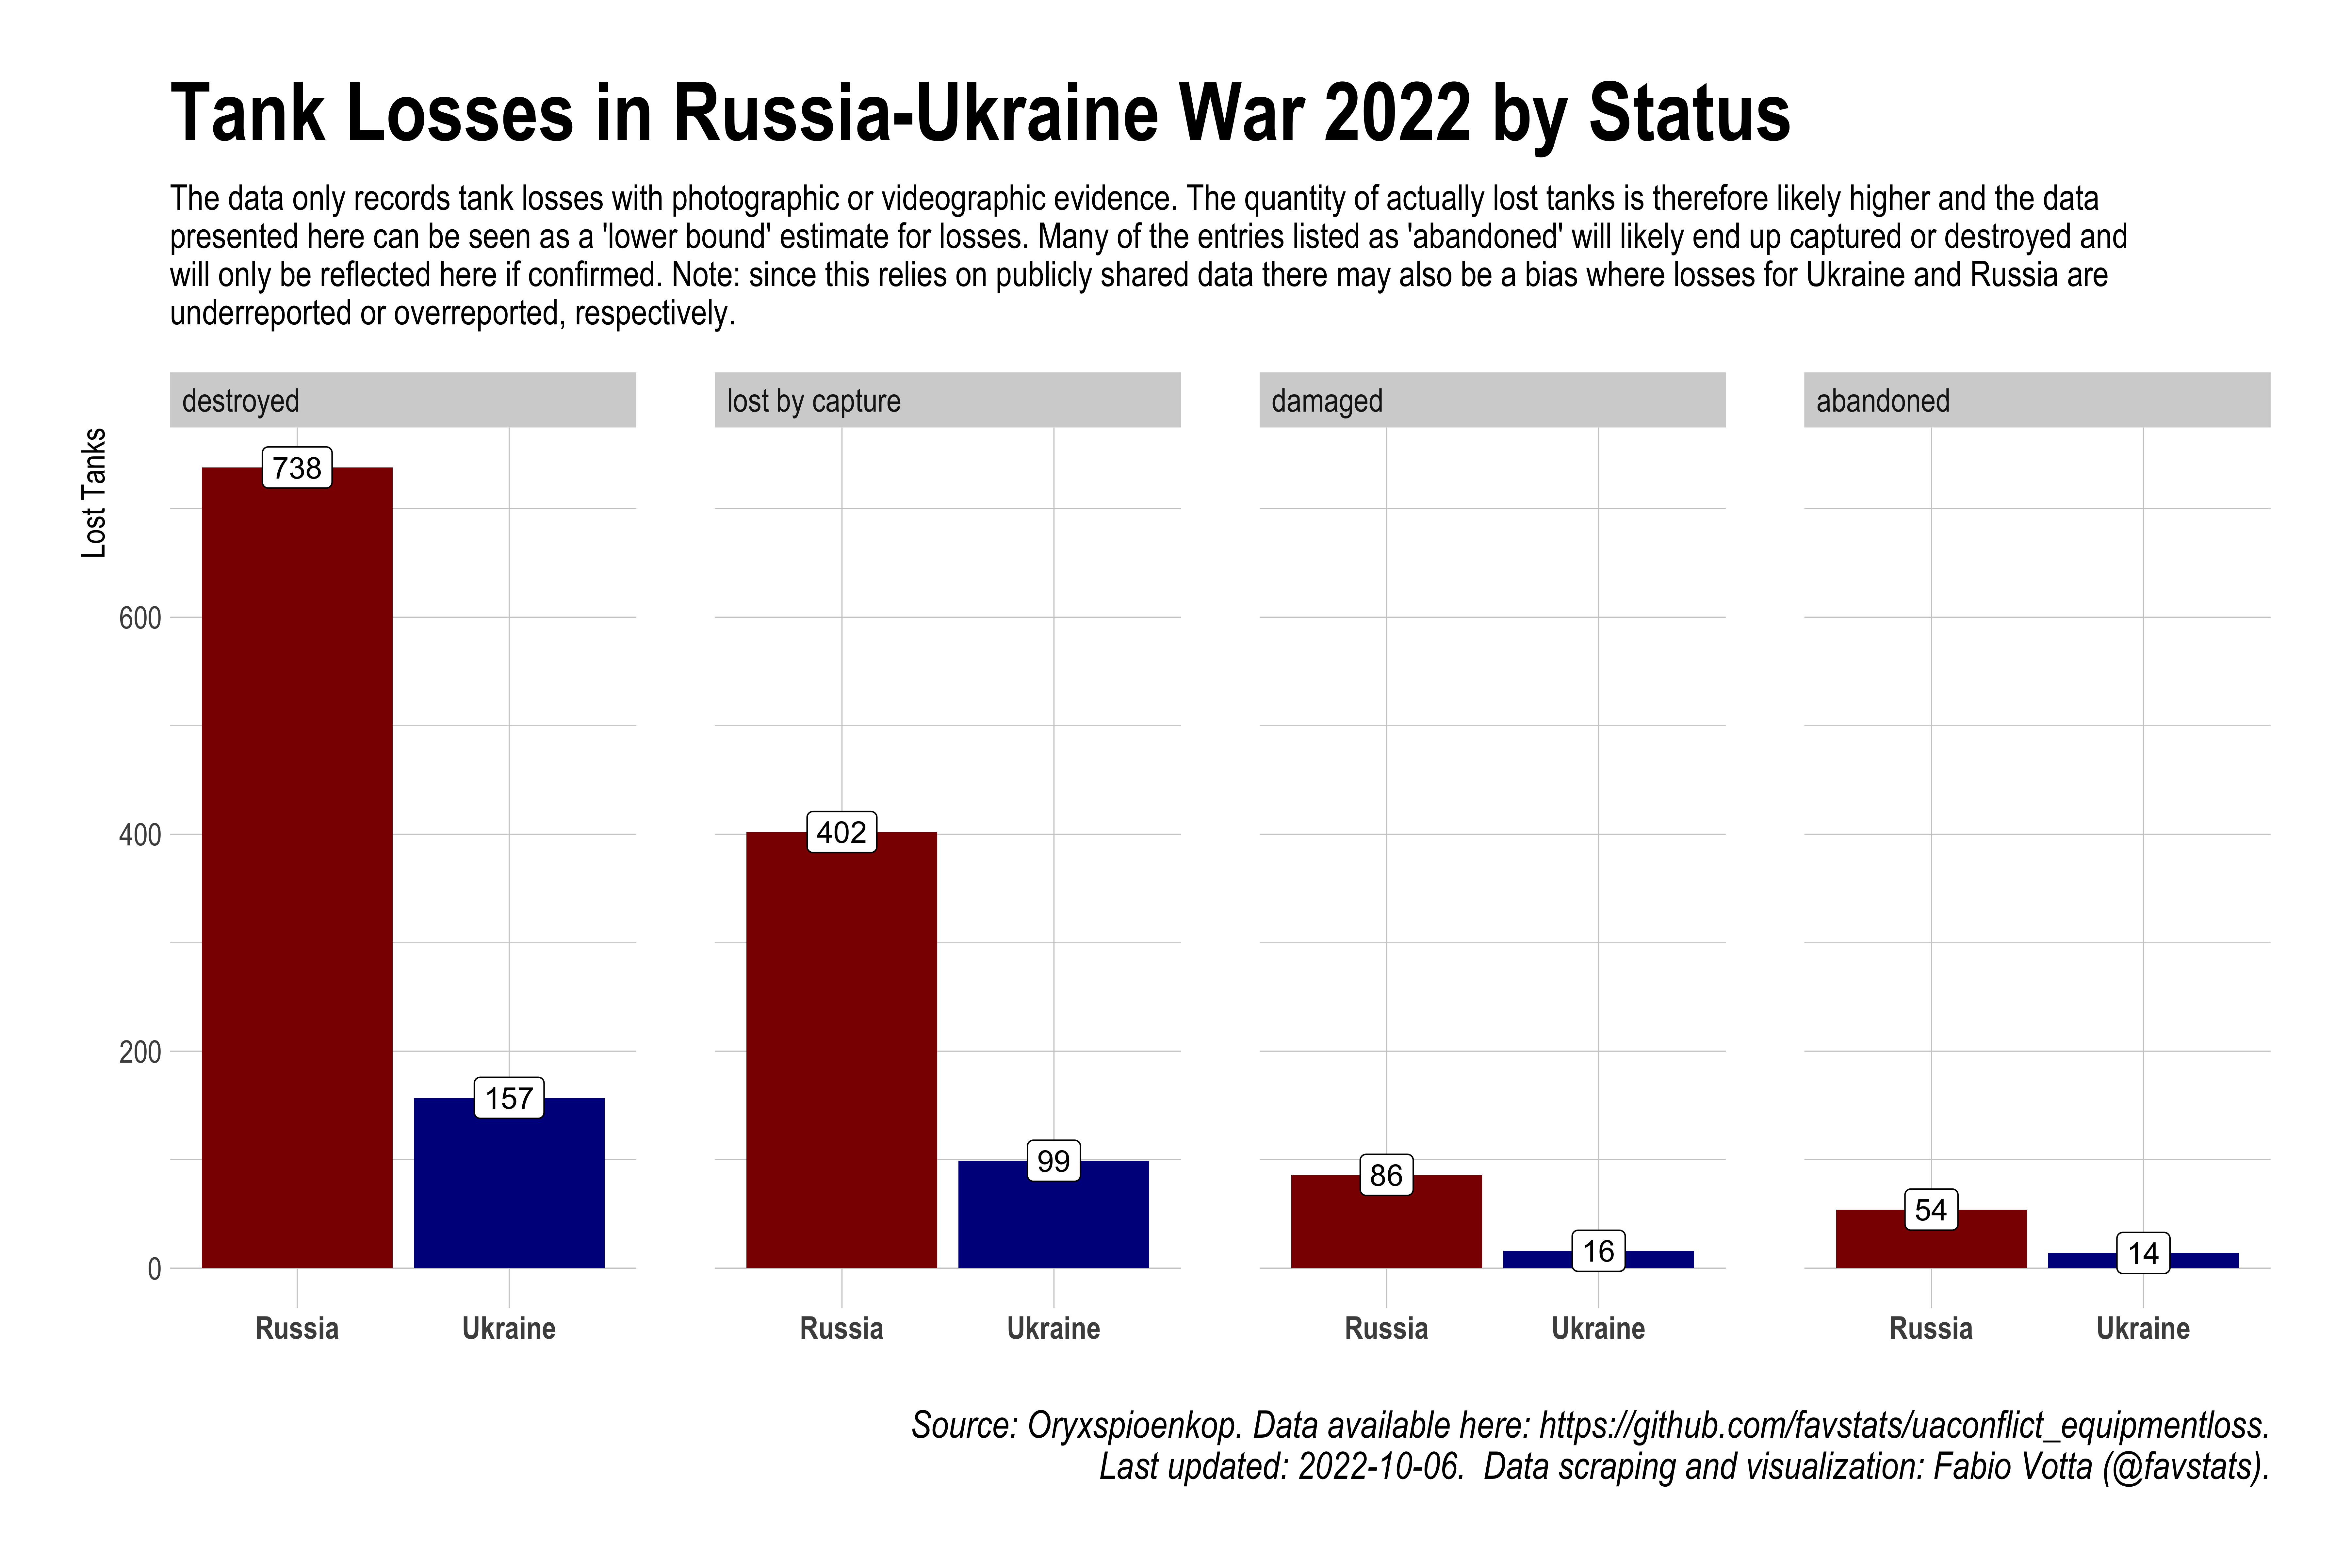 Tank Losses in Russia-Ukraine War 2022 by Status
The data only records tank losses with photographic or videographic evidence. The quantity of actually lost tanks is therefore likely higher and the data
presented here can be seen as a 'lower bound' estimate for losses. Many of the entries listed as 'abandoned' will likely end up captured or destroyed and
will only be reflected here if confirmed. Note: since this relies on publicly shared data there may also be a bias where losses for Ukraine and Russia are
underreported or overreported, respectively.
destroyed
lost by capture
damaged
abandoned
Lost Tanks
600
400
200
0
738
157
402
99
86
16
54
14
Russia
Ukraine
Russia
Ukraine
Russia
Ukraine
Russia
Ukraine
Source: Oryxspioenkop. Data available here: https://github.com/favstats/uaconflict_equipmentloss.
Last updated: 2022-10-06.  Data scraping and visualization: Fabio Votta (@favstats).